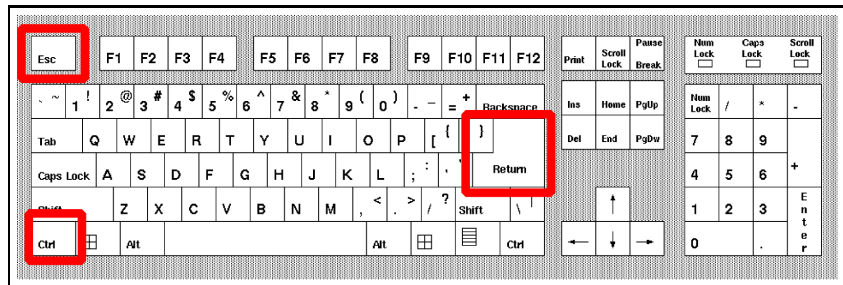 Esc F1 F2 F3 F4 F5 F6 F7 F8 F9 F10 F11 F12 Print Scroll Lock Pause Break Num Lock Caps Lock Scroll Lock
` ~ 1 ! 2 @ 3 # 4 $ 5 % 6 ^ 7 & 8 * 9 ( 0 ) - _ = + Backspace Ins Home PgUp Num Lock / * -
Tab Q W E R T Y U I O P [ { } Del End PgDw 7 8 9
Caps Lock A S D F G H J K L ; : ' Return 4 5 6 +
Shift Z X C V B N M , < . > / ? Shift \ | ↑ 1 2 3 Enter
Ctrl Alt Alt Ctrl ← ↓ → 0 .